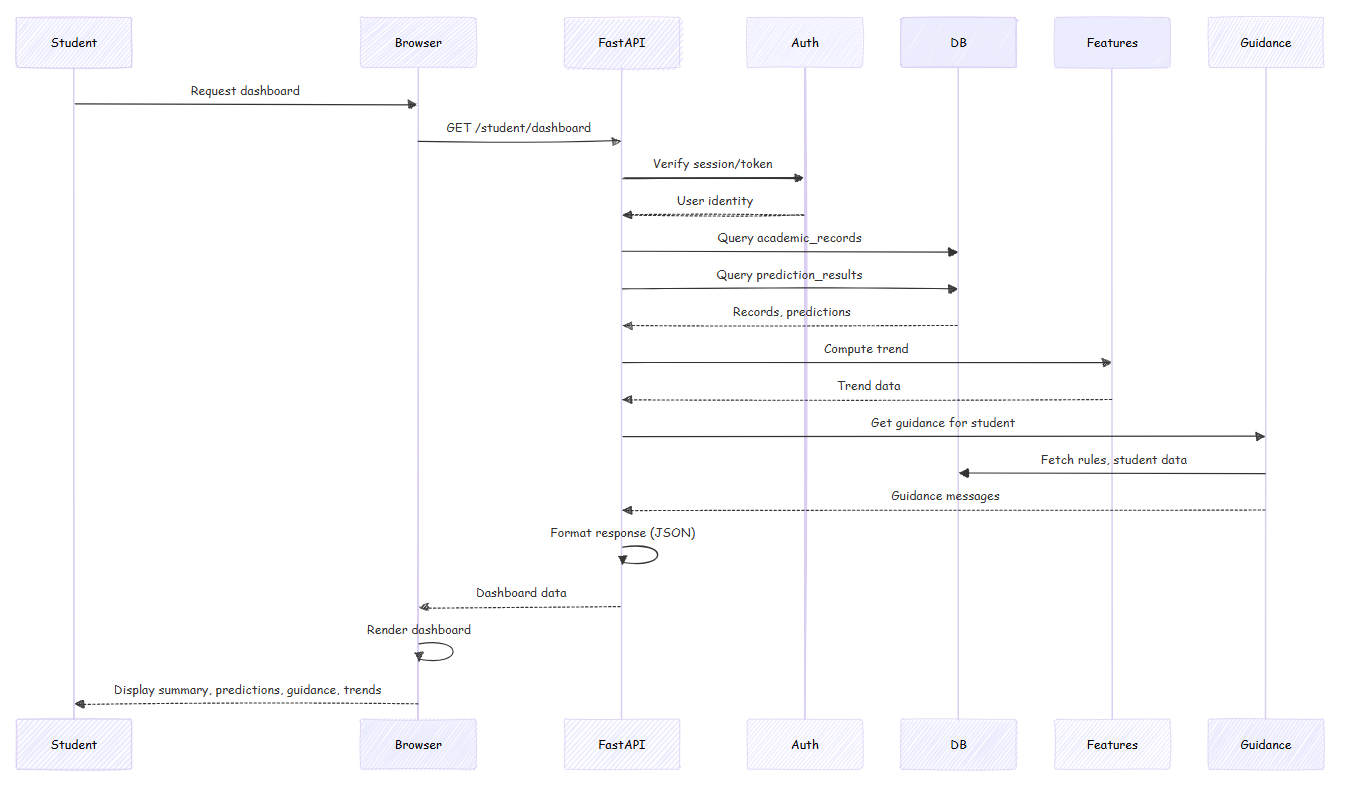 Student
Browser
FastAPI
Auth
DB
Features
Guidance
Request dashboard
GET /student/dashboard
Verify session/token
User identity
Query academic_records
Query prediction_results
Records, predictions
Compute trend
Trend data
Get guidance for student
Fetch rules, student data
Guidance messages
Format response (JSON)
Dashboard data
Render dashboard
Display summary, predictions, guidance, trends
Student
Browser
FastAPI
Auth
DB
Features
Guidance